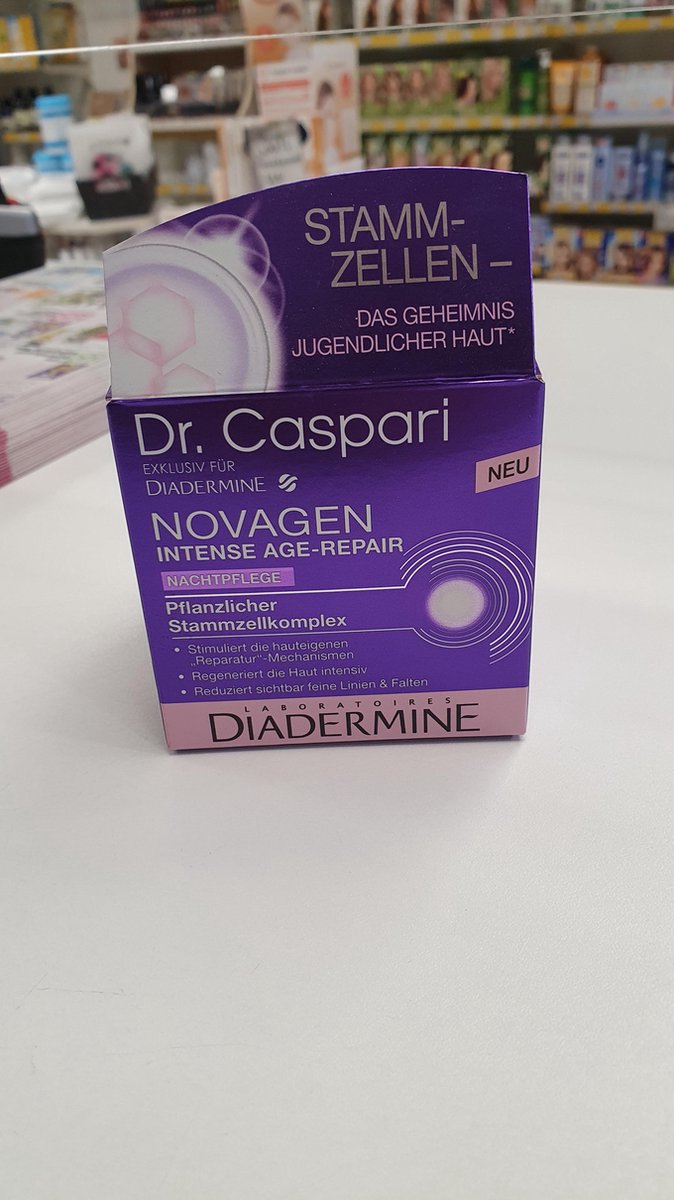 STAMM-
ZELLEN –
DAS GEHEIMNIS
JUGENDLICHER HAUT*
Dr. Caspari
EXKLUSIV FÜR
DIADERMINE
NEU
NOVAGEN
INTENSE AGE-REPAIR
NACHTPFLEGE
Pflanzlicher
Stammzellkomplex
• Stimuliert die hauteigenen
„Reparatur“-Mechanismen
• Regeneriert die Haut intensiv
• Reduziert sichtbar feine Linien & Falten
LABORATOIRES
DIADERMINE